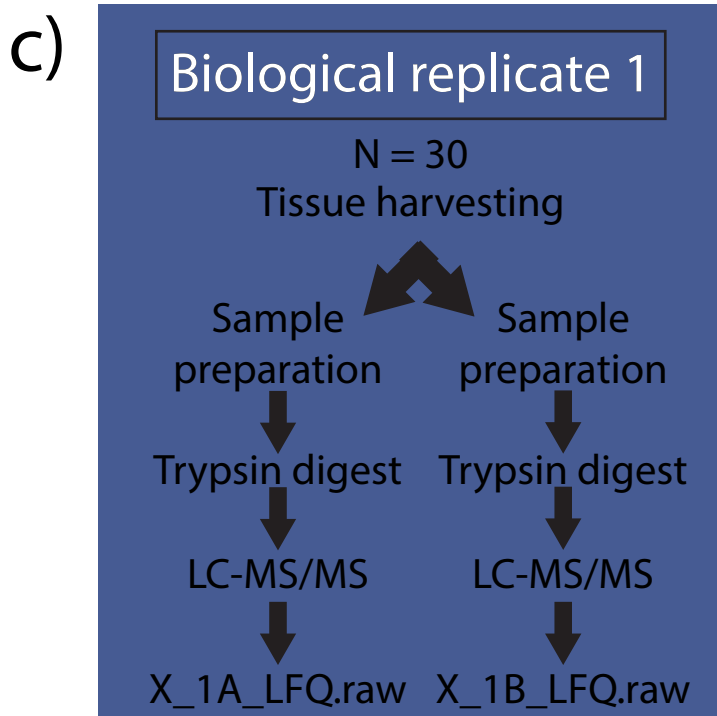 c)
Biological replicate 1
N = 30
Tissue harvesting
Sample
preparation
Trypsin digest
LC-MS/MS
X_1A_LFQ.raw
Sample
preparation
Trypsin digest
LC-MS/MS
X_1B_LFQ.raw